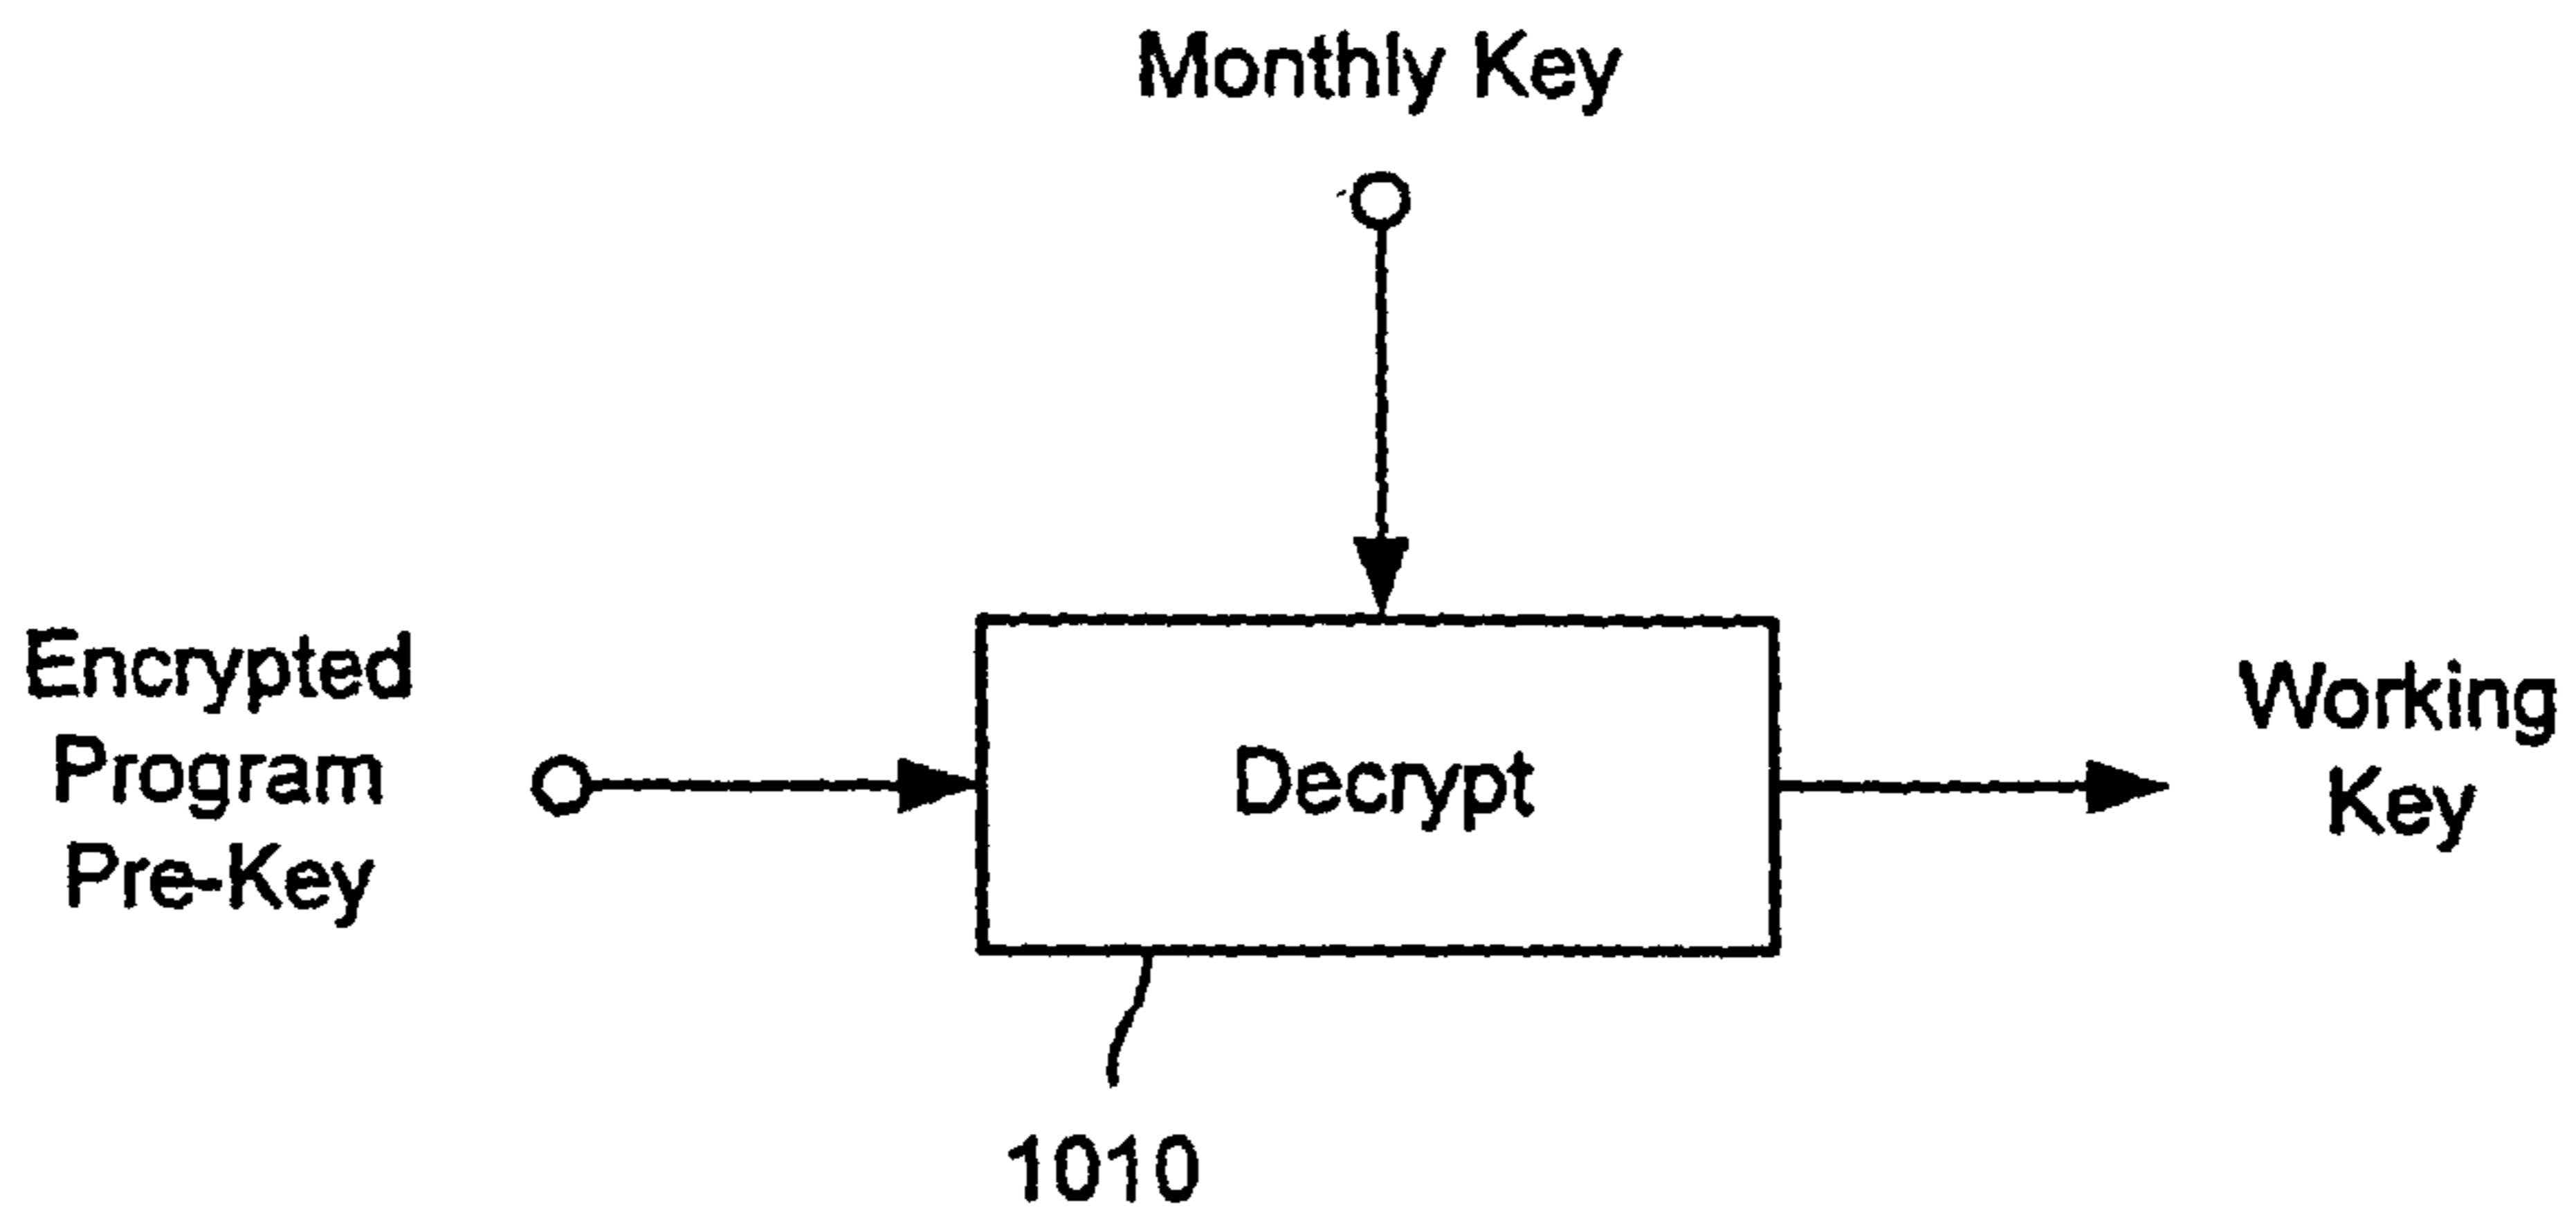 Monthly Key
Encrypted
Program
Pre-Key
Decrypt
Working
Key
1010